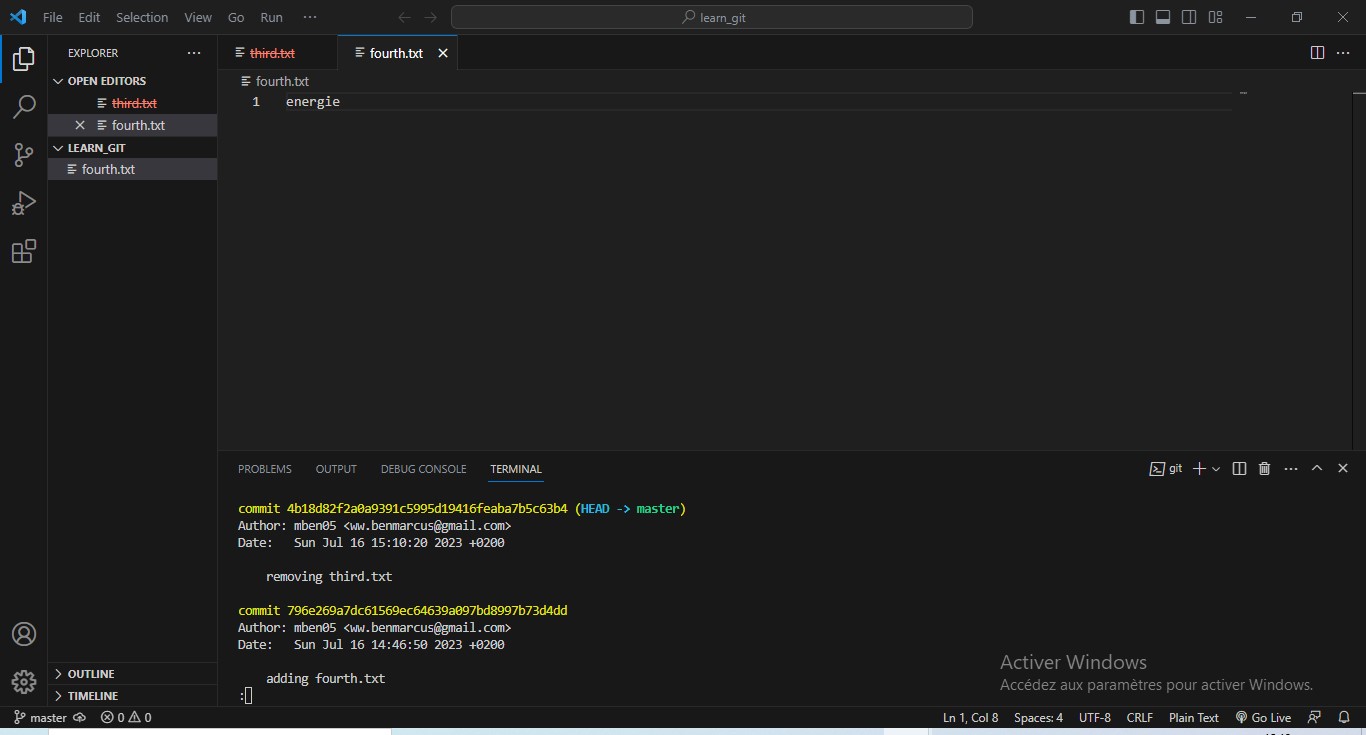 File Edit Selection View Go Run ··· learn_git
EXPLORER ···
OPEN EDITORS
third.txt
fourth.txt
LEARN_GIT
fourth.txt
OUTLINE
TIMELINE
third.txt fourth.txt
fourth.txt
1 energie
PROBLEMS OUTPUT DEBUG CONSOLE TERMINAL git
commit 4b18d82f2a0a9391c5995d19416feaba7b5c63b4 (HEAD -> master)
Author: mben05 <ww.benmarcus@gmail.com>
Date:   Sun Jul 16 15:10:20 2023 +0200
removing third.txt
commit 796e269a7dc61569ec64639a097bd8997b73d4dd
Author: mben05 <ww.benmarcus@gmail.com>
Date:   Sun Jul 16 14:46:50 2023 +0200
adding fourth.txt
:
Activer Windows
Accédez aux paramètres pour activer Windows.
master 0 0 Ln 1, Col 8 Spaces: 4 UTF-8 CRLF Plain Text Go Live